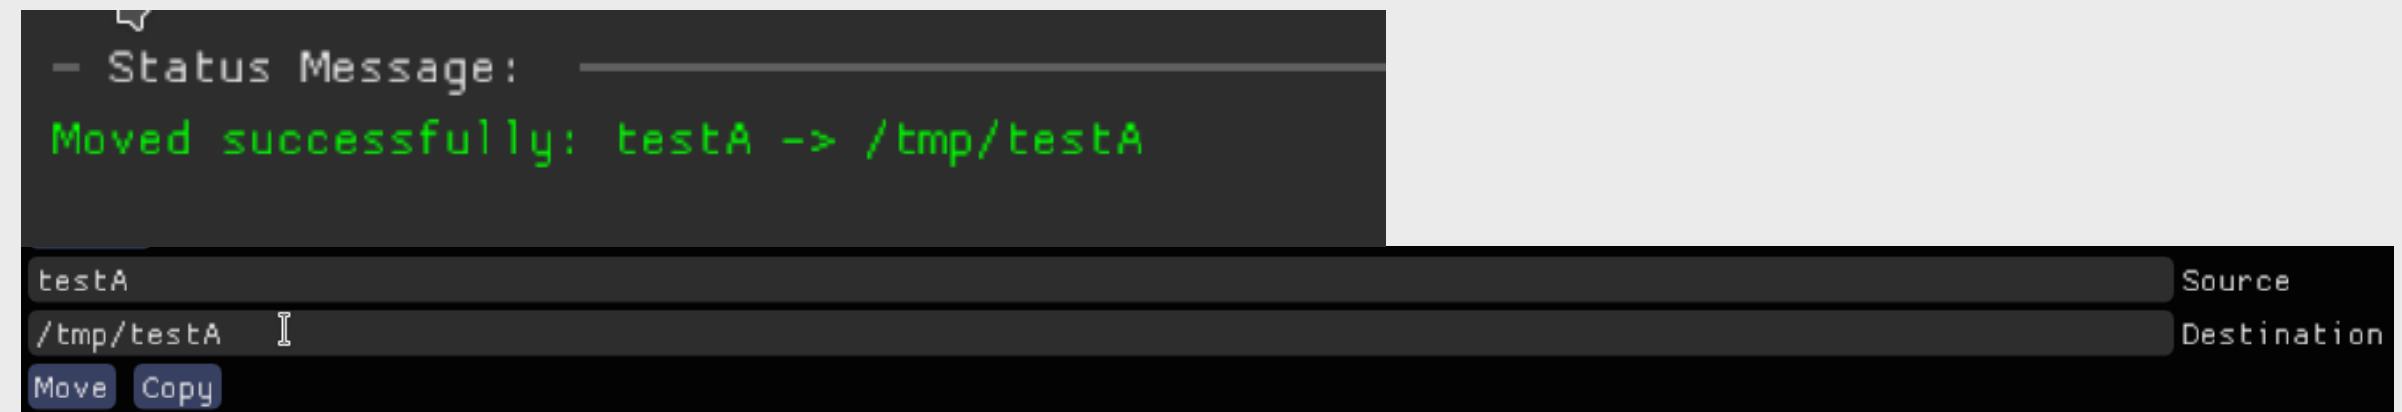 Status Message:
Moved successfully: testA -> /tmp/testA
testA Source
/tmp/testA Destination
Move Copy